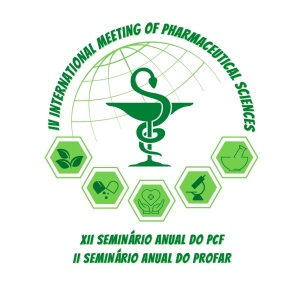 IV INTERNATIONAL MEETING OF PHARMACEUTICAL SCIENCES
XII SEMINÁRIO ANUAL DO PCF
II SEMINÁRIO ANUAL DO PROFAR